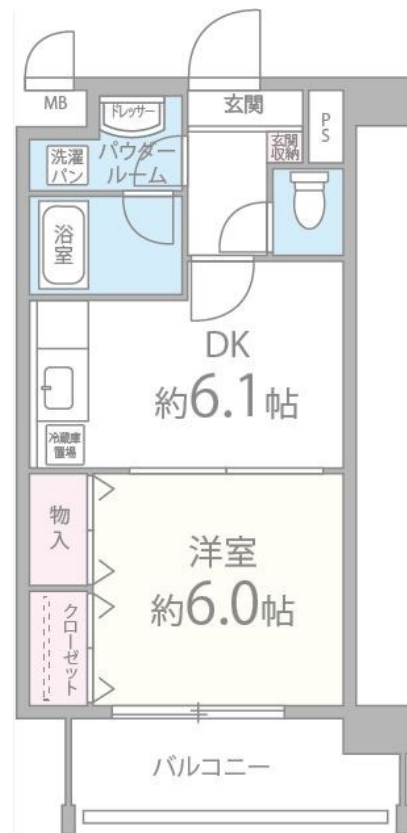 MB
ドレッサー
玄関
PS
洗濯
パン
パウダー
ルーム
玄関
収納
浴室
DK
約6.1帖
冷蔵庫
置場
物入
洋室
約6.0帖
クローゼット
バルコニー